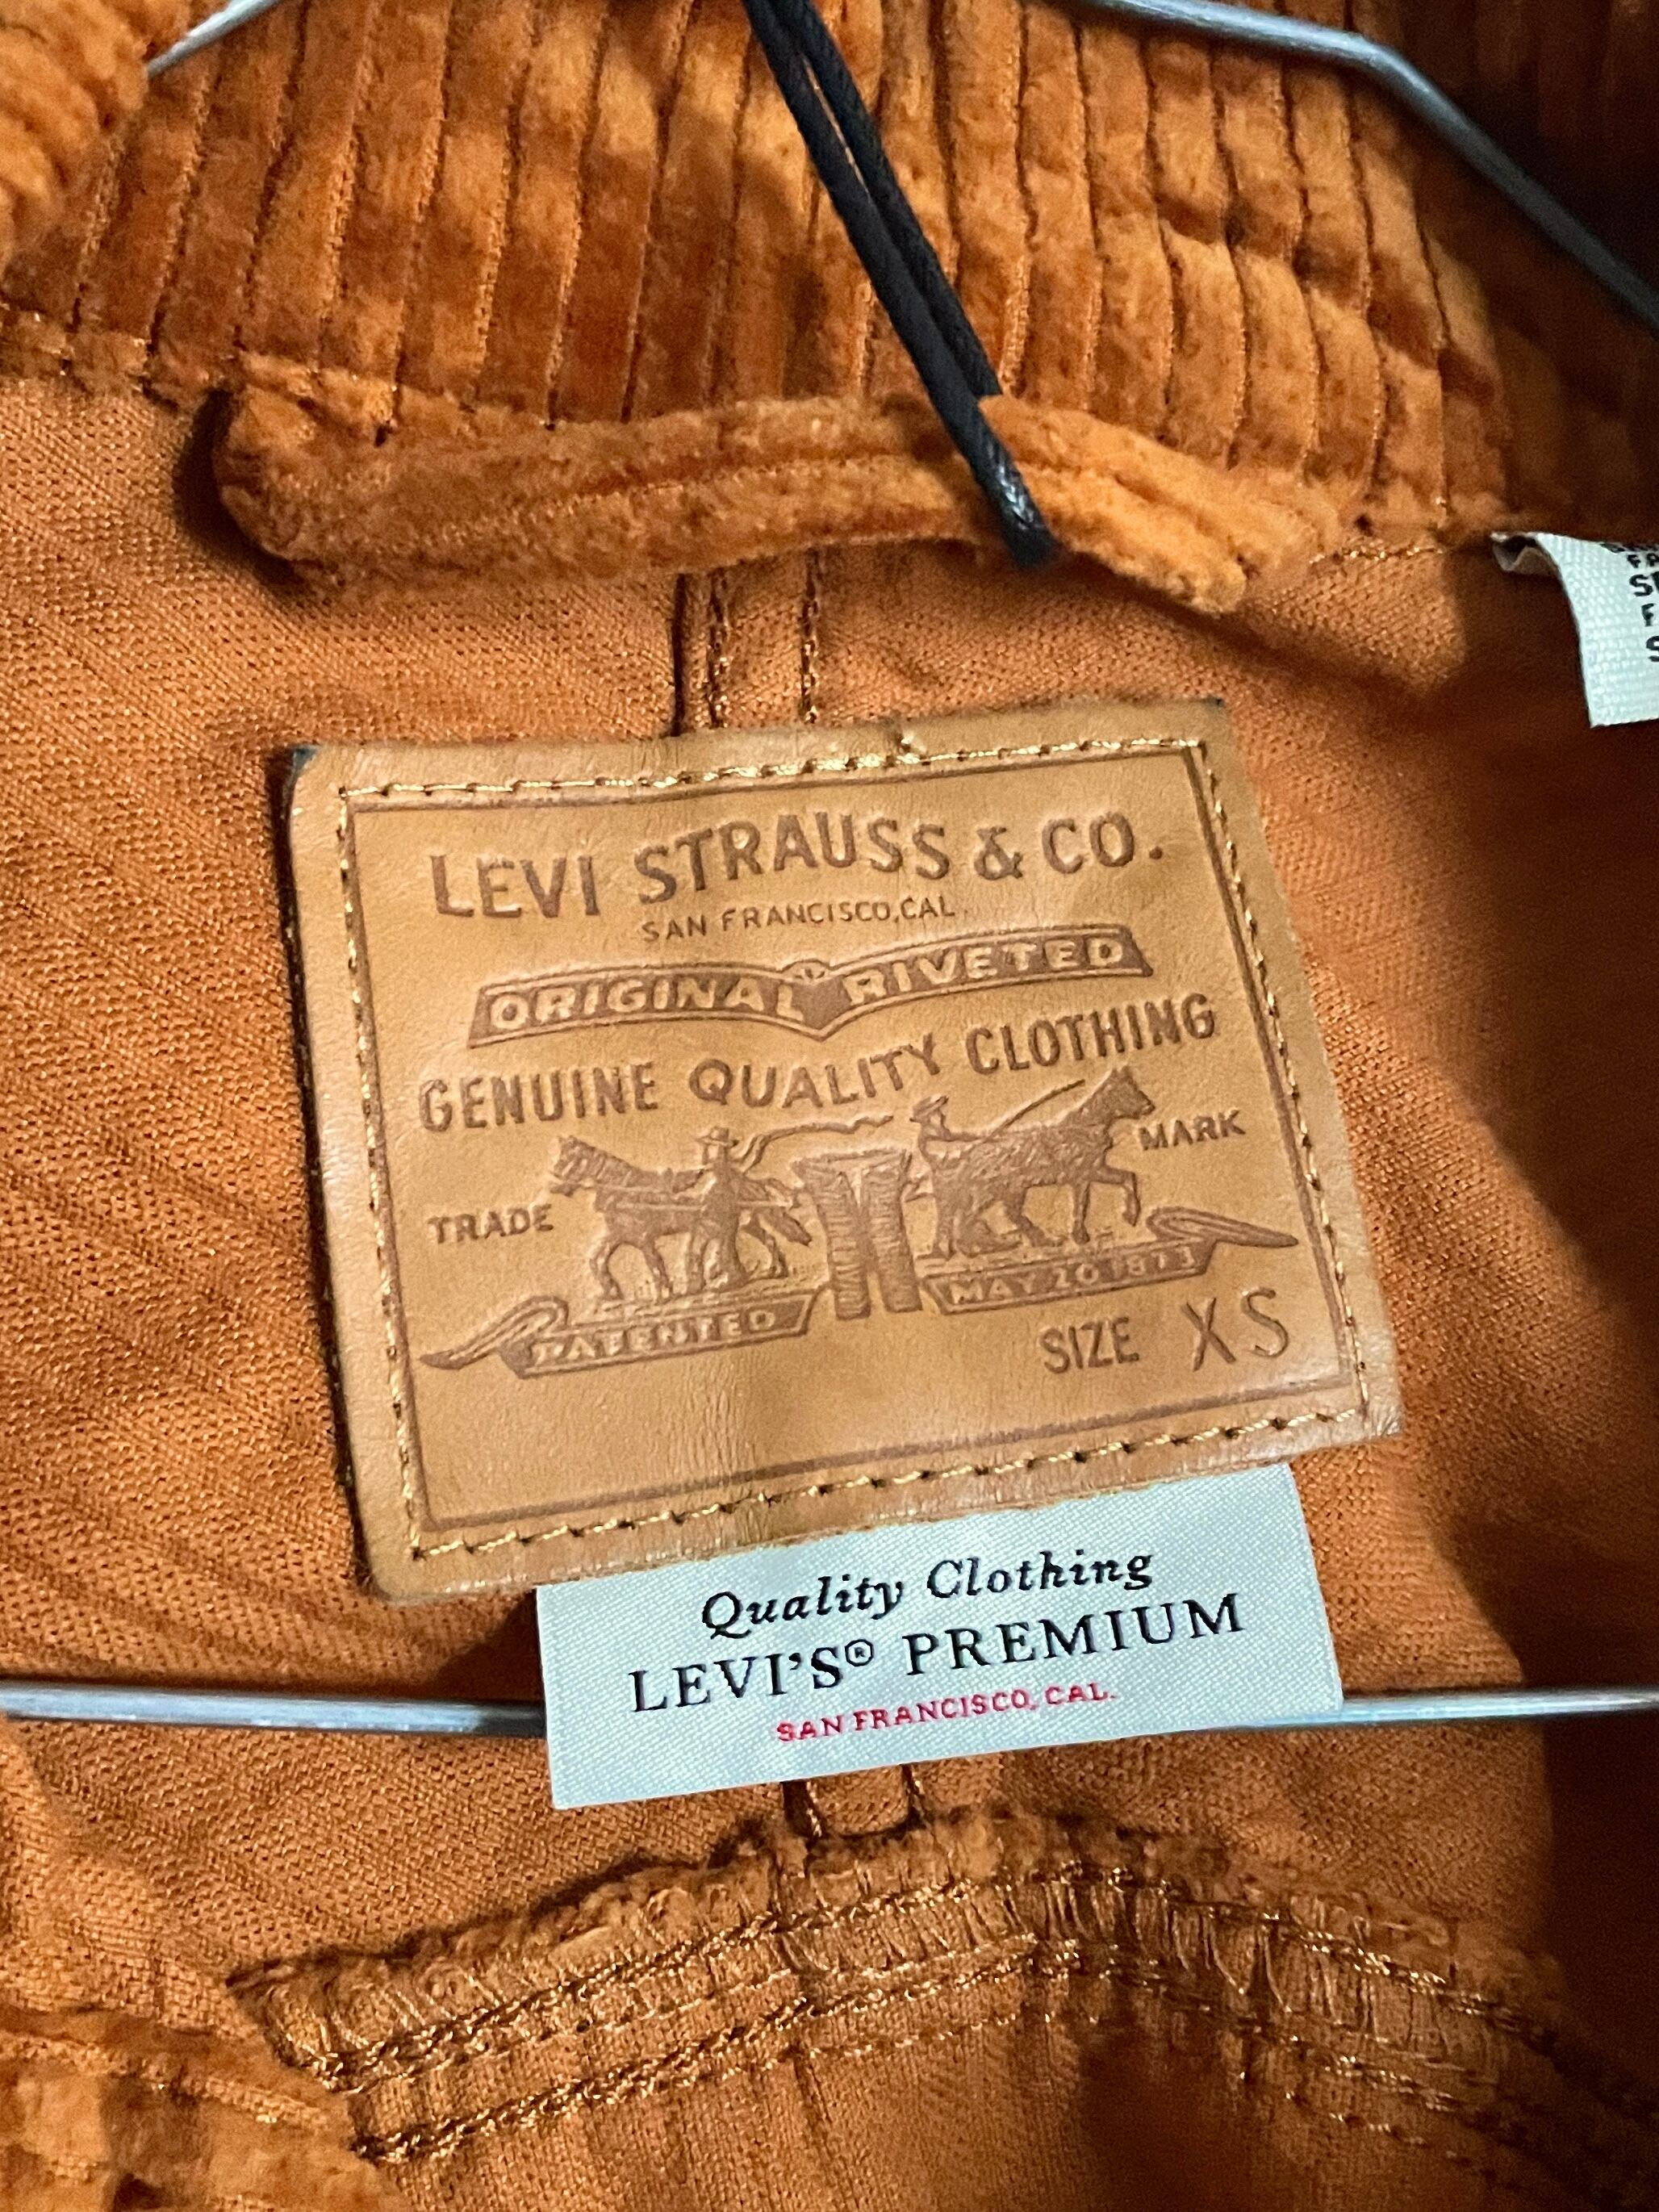 LEVI STRAUSS & CO.
SAN FRANCISCO, CAL.
ORIGINAL RIVETED
GENUINE QUALITY CLOTHING
TRADE MARK
PATENTED MAY 20 1873
SIZE XS
Quality Clothing
LEVI'S® PREMIUM
SAN FRANCISCO, CAL.